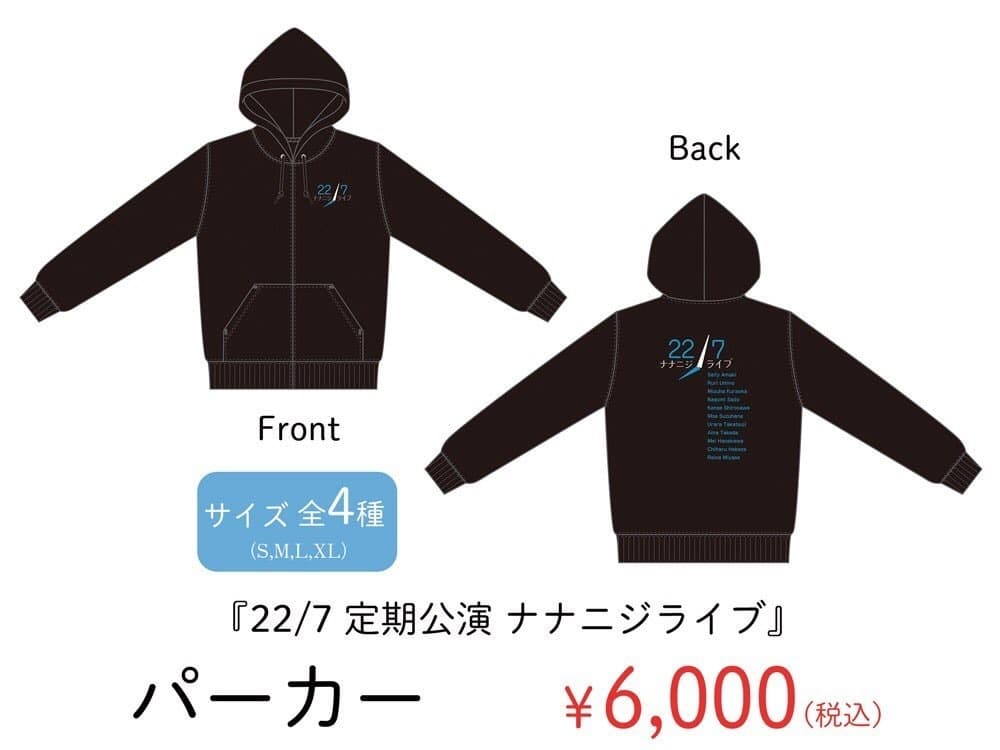 22/7
ナナニジライブ
Front
Back
22/7
ナナニジライブ
Sally Amaki
Ruri Umino
Mizuha Kuraoka
Nagomi Saijo
Kanae Shirosawa
Moe Suzuhana
Urara Takatsuji
Aina Takeda
Mei Hanakawa
Chiharu Hokaze
Reina Miyase
サイズ 全4種
(S,M,L,XL)
『22/7 定期公演 ナナニジライブ』
パーカー
¥6,000(税込)